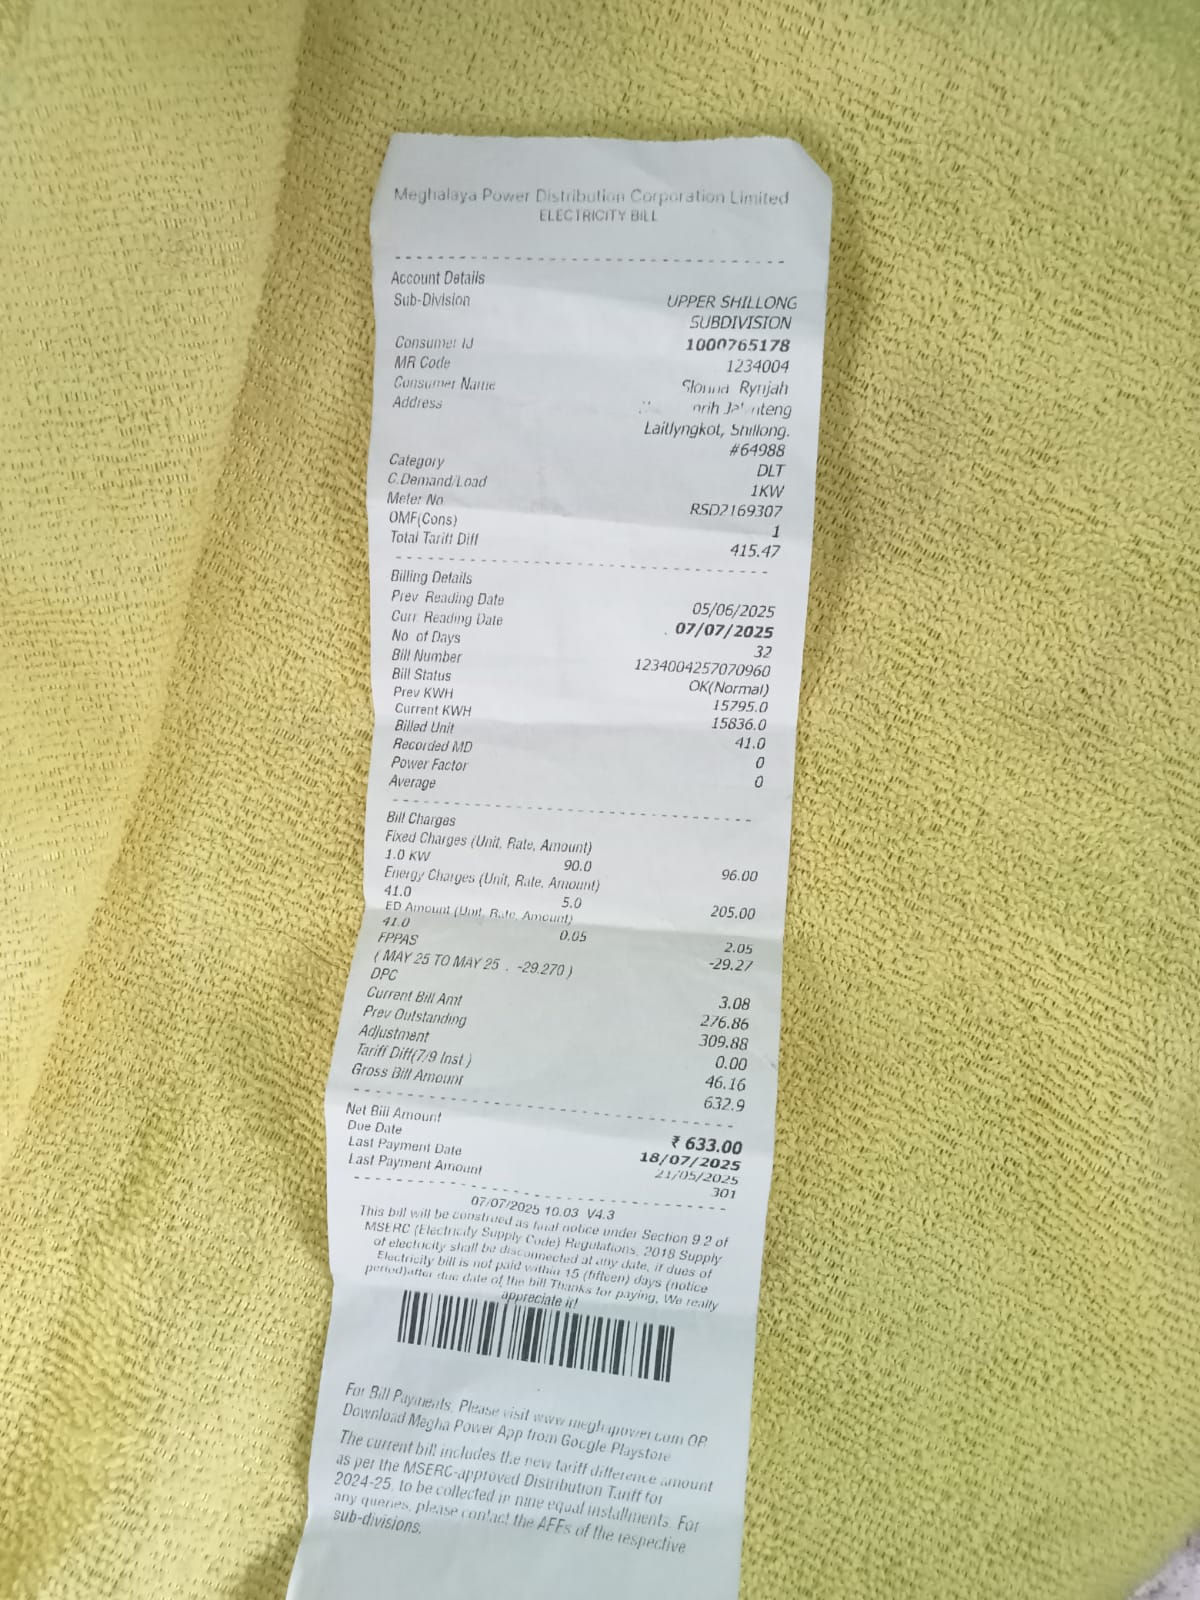 Meghalaya Power Distribution Corporation Limited
ELECTRICITY BILL
Account Details
Sub-Division UPPER SHILLONG
SUBDIVISION
Consumer Id 1000765178
MR Code 1234004
Consumer Name Rynjah
Address
Laitlyngkot, Shillong.
#64988
Category DLT
C.Demand/Load 1KW
Meter No RSD2169307
OMF(Cons) 1
Total Tariff Diff 415.47
Billing Details
Prev Reading Date 05/06/2025
Curr Reading Date 07/07/2025
No of Days 32
Bill Number 1234004257070960
Bill Status OK(Normal)
Prev KWH 15795.0
Current KWH 15836.0
Billed Unit 41.0
Recorded MD 0
Power Factor 0
Average
Bill Charges
Fixed Charges (Unit, Rate, Amount)
1.0 KW 90.0 96.00
Energy Charges (Unit, Rate, Amount)
41.0 5.0 205.00
ED Amount (Unit, Rate, Amount)
41.0 0.05 2.05
FPPAS -29.27
( MAY 25 TO MAY 25 , -29.270 )
DPC 3.08
Current Bill Amt 276.86
Prev Outstanding 309.88
Adjustment 0.00
Tariff Diff(7/9 Inst ) 46.16
Gross Bill Amount 632.9
Net Bill Amount ₹ 633.00
Due Date 18/07/2025
Last Payment Date 21/05/2025
Last Payment Amount 301
07/07/2025 10.03 V4.3
This bill will be construed as final notice under Section 9.2 of
MSERC (Electricity Supply Code) Regulations, 2018 Supply
of electricity shall be disconnected at any date, if dues of
Electricity bill is not paid within 15 (fifteen) days (notice
period)after due date of the bill Thanks for paying, We really
appreciate it!
For Bill Payments, Please visit www.meghapower.com OR
Download Megha Power App from Google Playstore
The current bill includes the new tariff difference amount
as per the MSERC-approved Distribution Tariff for
2024-25, to be collected in nine equal installments. For
any queries, please contact the AFFs of the respective
sub-divisions.